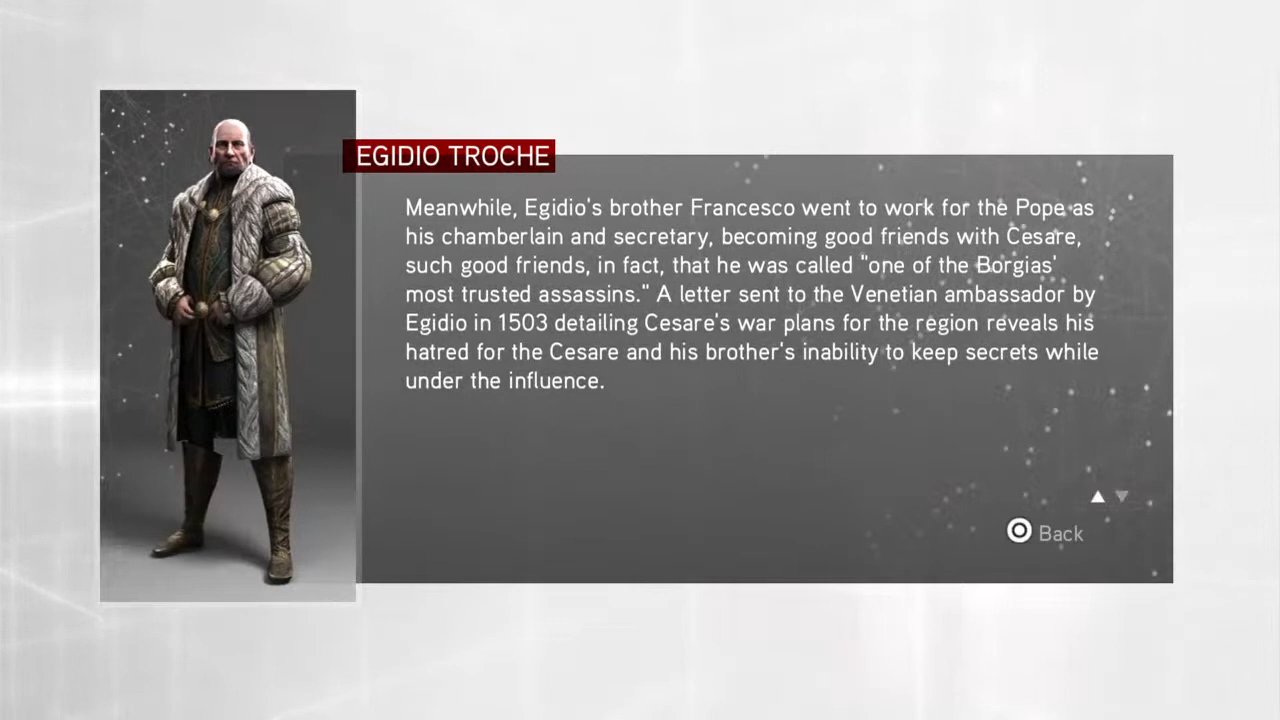 EGIDIO TROCHE
Meanwhile, Egidio's brother Francesco went to work for the Pope as
his chamberlain and secretary, becoming good friends with Cesare,
such good friends, in fact, that he was called "one of the Borgias'
most trusted assassins." A letter sent to the Venetian ambassador by
Egidio in 1503 detailing Cesare's war plans for the region reveals his
hatred for the Cesare and his brother's inability to keep secrets while
under the influence.
Back